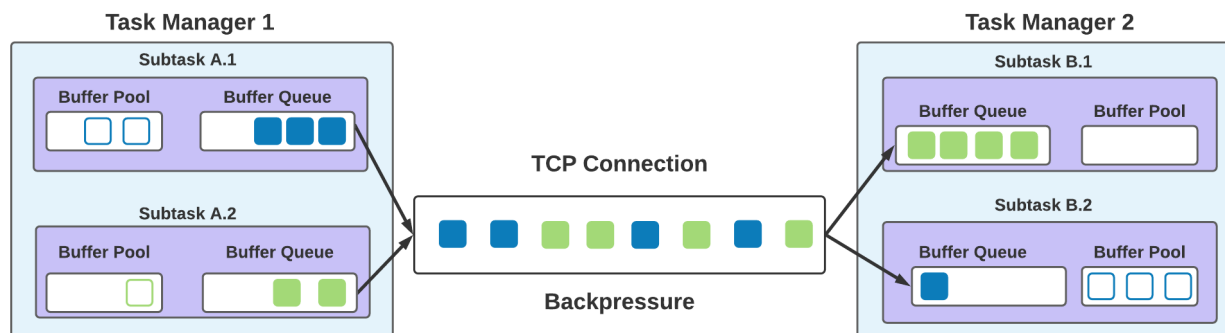 Task Manager 1
Subtask A.1
Buffer Pool
Buffer Queue
Subtask A.2
Buffer Pool
Buffer Queue
TCP Connection
Backpressure
Task Manager 2
Subtask B.1
Buffer Queue
Buffer Pool
Subtask B.2
Buffer Queue
Buffer Pool